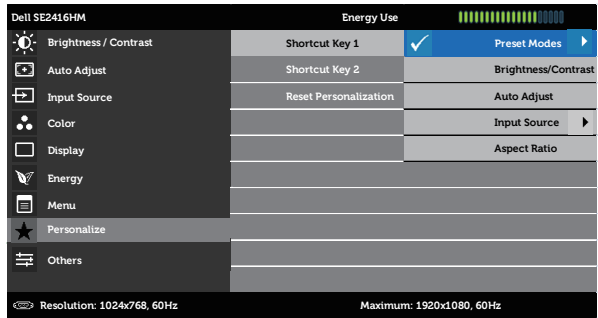 Dell SE2416HM Energy Use
Brightness / Contrast Shortcut Key 1 Preset Modes
Auto Adjust Shortcut Key 2 Brightness/Contrast
Input Source Reset Personalization Auto Adjust
Color Input Source
Display Aspect Ratio
Energy
Menu
Personalize
Others
Resolution: 1024x768, 60Hz Maximum: 1920x1080, 60Hz